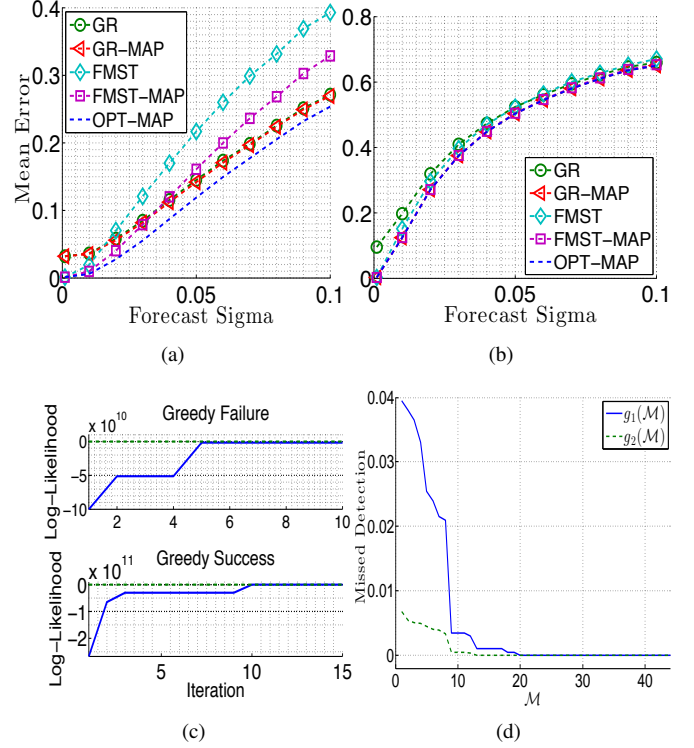 Mean Error
0.4
0.3
0.2
0.1
0
0
0.05
0.1
Forecast Sigma
GR
GR−MAP
FMST
FMST−MAP
OPT−MAP
(a)
0.8
0.6
0.4
0.2
0
0
0.05
0.1
Forecast Sigma
GR
GR−MAP
FMST
FMST−MAP
OPT−MAP
(b)
Greedy Failure
x 10^10
Log−Likelihood
0
−5
−10
2 4 6 8 10
Greedy Success
x 10^11
Log−Likelihood
0
−1
−2
5 10 15
Iteration
(c)
Missed Detection
0.04
0.03
0.02
0.01
0
0 10 20 30 40
ℳ
g₁(ℳ)
g₂(ℳ)
(d)